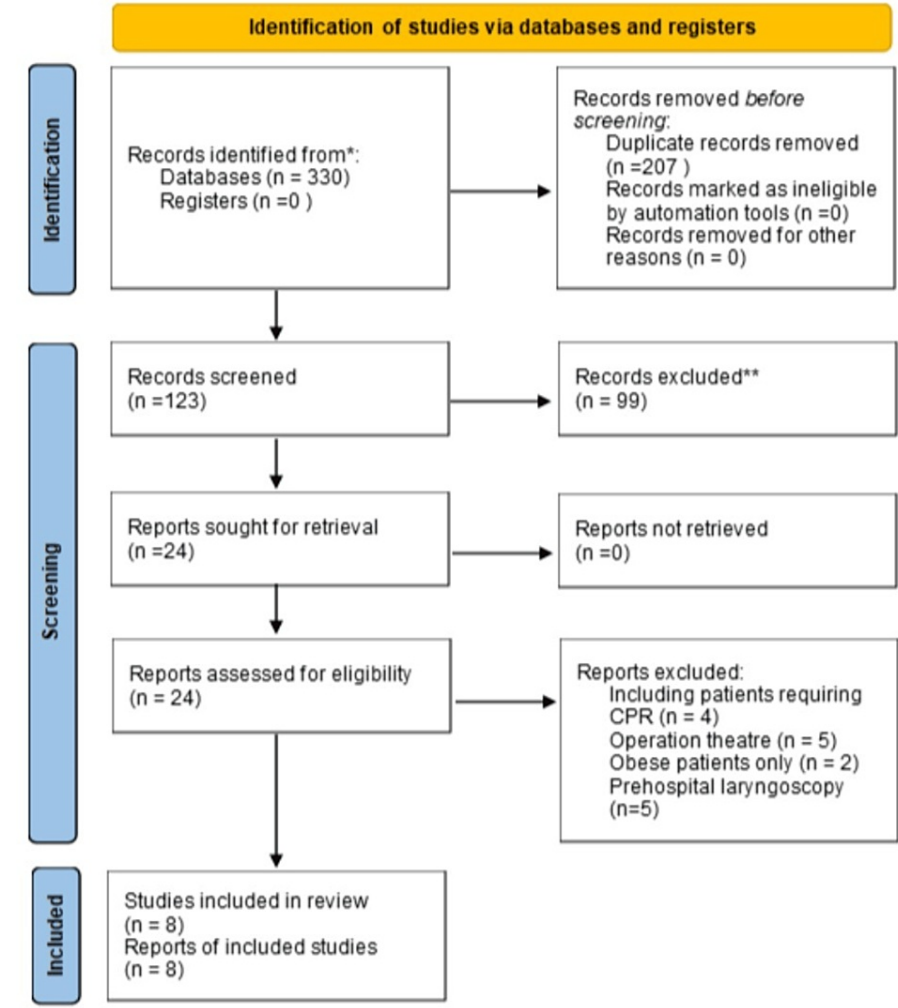 Identification of studies via databases and registers
Identification
Records identified from*:
Databases (n = 330)
Registers (n =0 )
Records removed before
screening:
Duplicate records removed
(n =207 )
Records marked as ineligible
by automation tools (n =0)
Records removed for other
reasons (n = 0)
Screening
Records screened
(n =123)
Records excluded**
(n = 99)
Reports sought for retrieval
(n =24)
Reports not retrieved
(n =0)
Reports assessed for eligibility
(n = 24)
Reports excluded:
Including patients requiring
CPR (n = 4)
Operation theatre (n = 5)
Obese patients only (n = 2)
Prehospital laryngoscopy
(n=5)
Included
Studies included in review
(n = 8)
Reports of included studies
(n = 8)